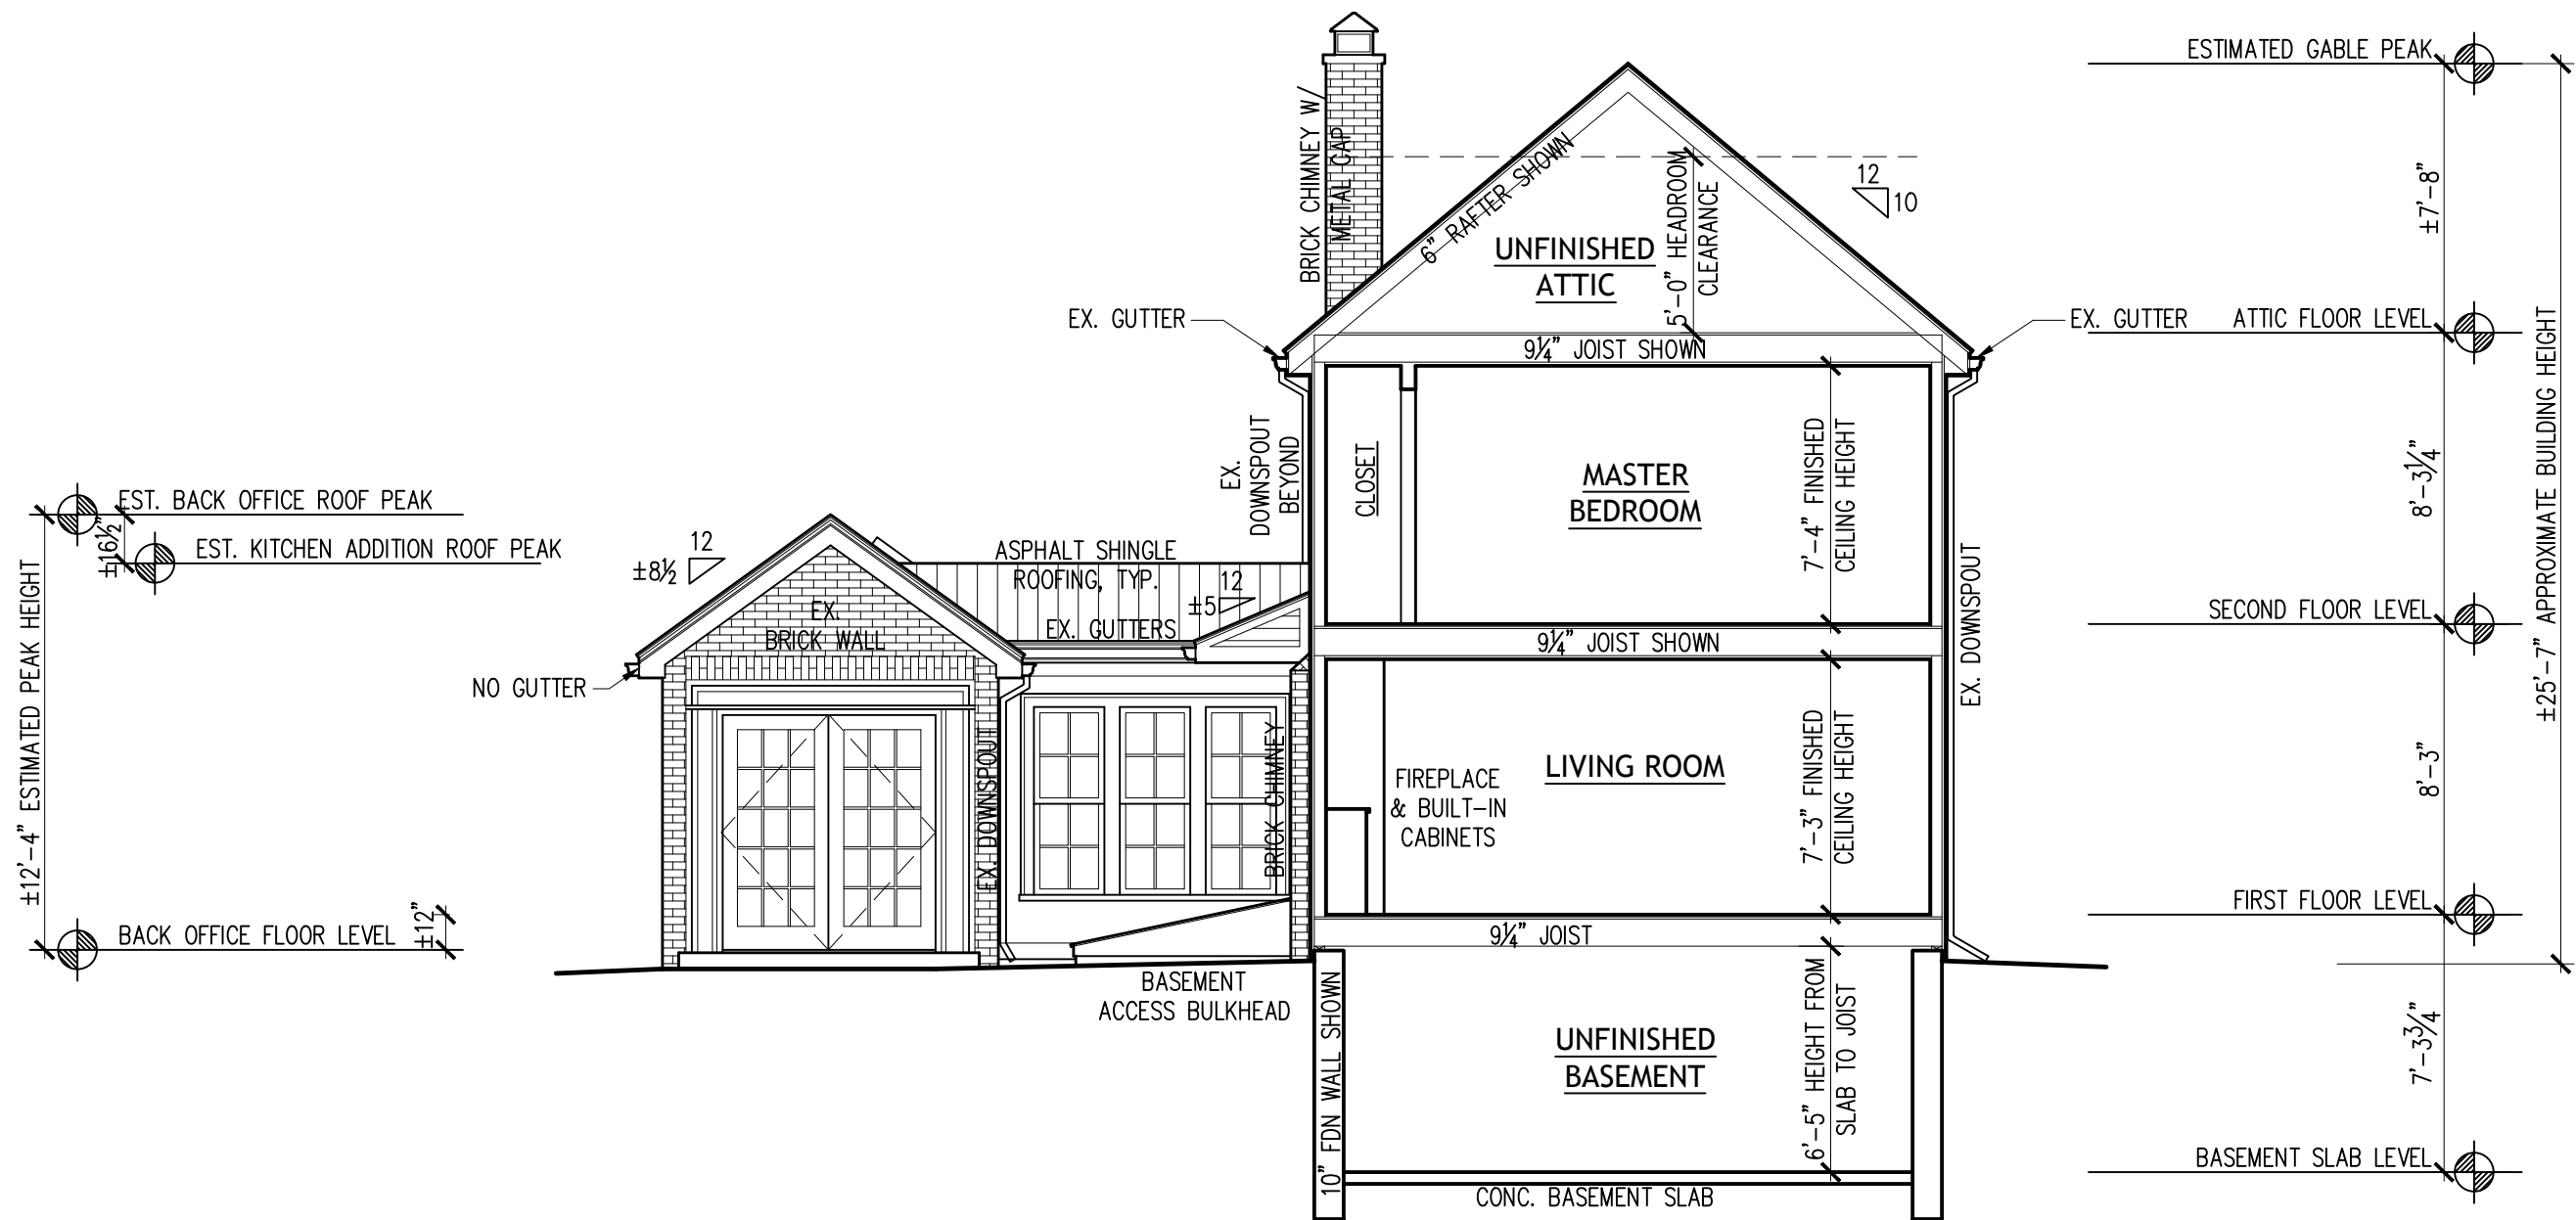 ESTIMATED GABLE PEAK
BRICK CHIMNEY W/
METAL CAP
6" RAFTER SHOWN
5'-0" HEADROOM
CLEARANCE
12
10
±7'-8"
UNFINISHED
ATTIC
EX. GUTTER
EX. GUTTER
ATTIC FLOOR LEVEL
9¼" JOIST SHOWN
±25'-7" APPROXIMATE BUILDING HEIGHT
EX.
DOWNSPOUT
BEYOND
CLOSET
MASTER
BEDROOM
7'-4" FINISHED
CEILING HEIGHT
8'-3¼"
EST. BACK OFFICE ROOF PEAK
±16½"
EST. KITCHEN ADDITION ROOF PEAK
±12'-4" ESTIMATED PEAK HEIGHT
12
±8½
ASPHALT SHINGLE
ROOFING, TYP.
12
±5
EX.
BRICK WALL
EX. GUTTERS
EX. DOWNSPOUT
SECOND FLOOR LEVEL
9¼" JOIST SHOWN
NO GUTTER
EX. DOWNSPOUT
BRICK CHIMNEY
LIVING ROOM
FIREPLACE
& BUILT-IN
CABINETS
7'-3" FINISHED
CEILING HEIGHT
8'-3"
FIRST FLOOR LEVEL
BACK OFFICE FLOOR LEVEL
±12"
9¼" JOIST
BASEMENT
ACCESS BULKHEAD
10" FDN WALL SHOWN
UNFINISHED
BASEMENT
6'-5" HEIGHT FROM
SLAB TO JOIST
7'-3¾"
BASEMENT SLAB LEVEL
CONC. BASEMENT SLAB